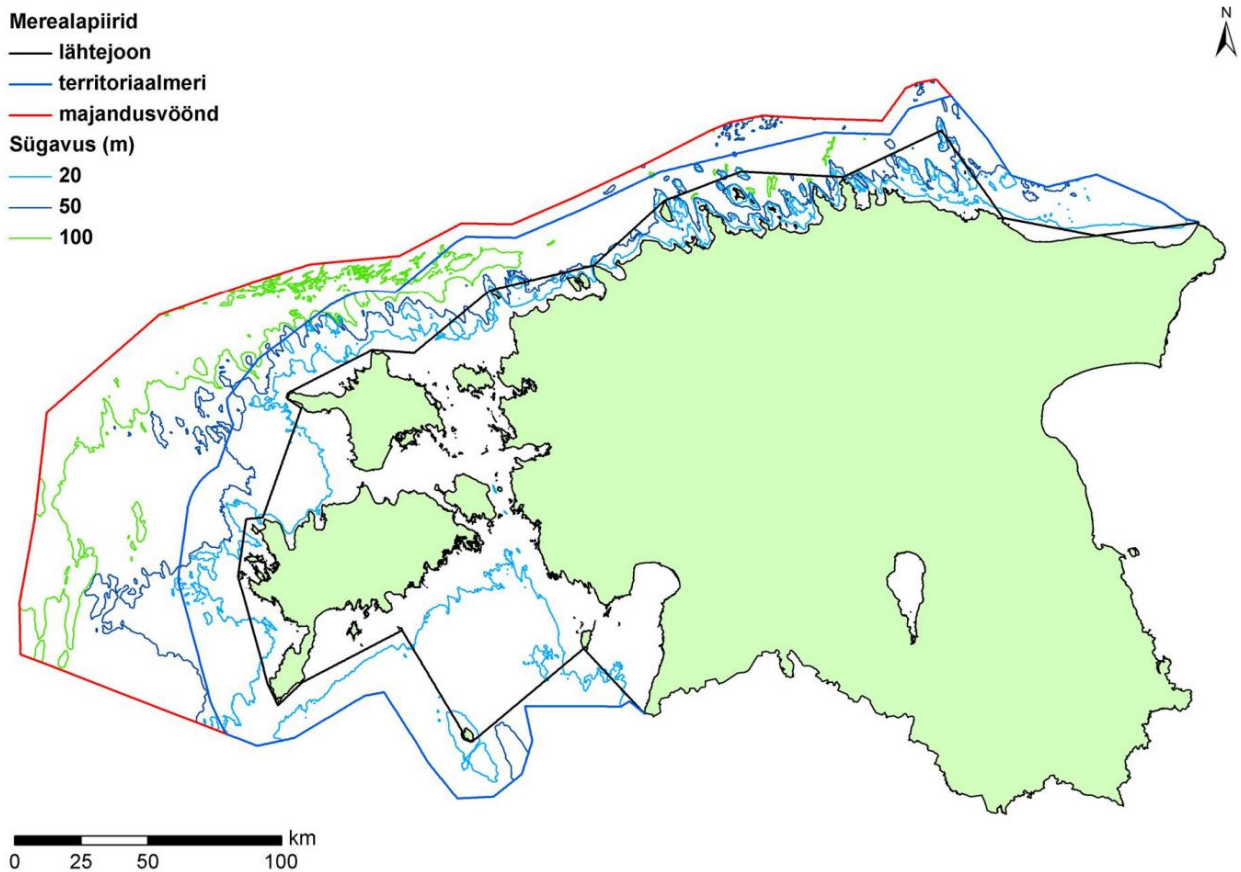 Merealapiirid
lähtejoon
territoriaalmeri
majandusvöönd
Sügavus (m)
20
50
100
N
km
0 25 50 100